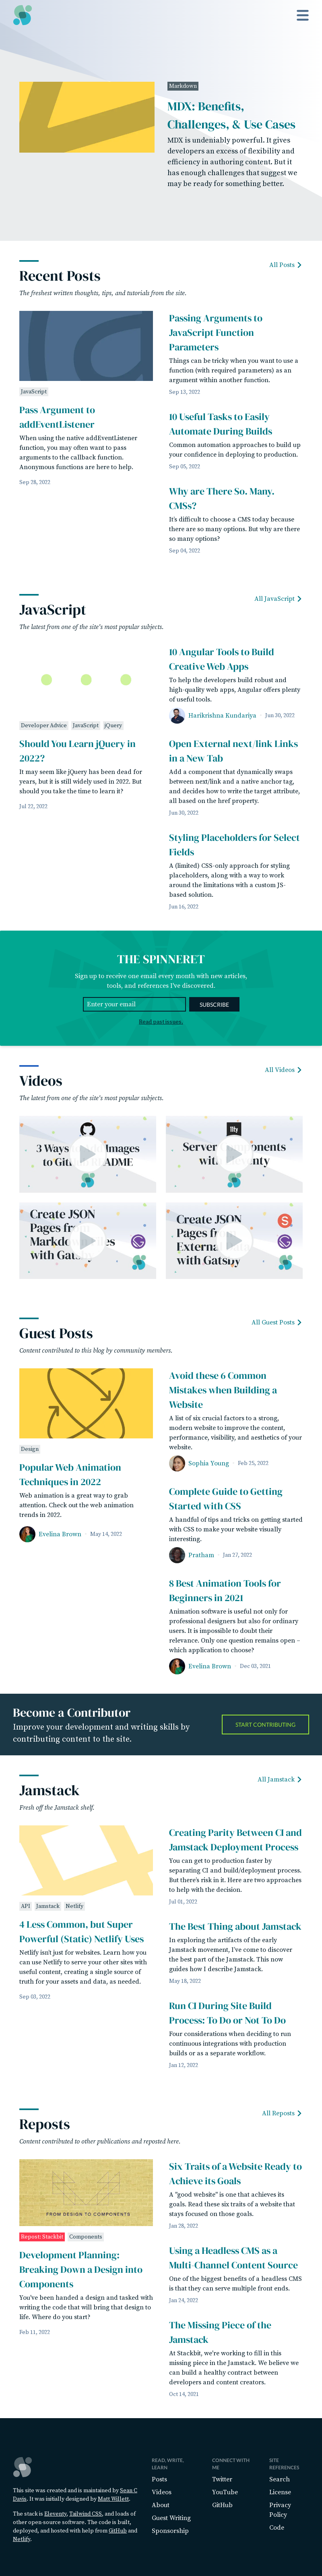 Markdown
MDX: Benefits,
Challenges, & Use Cases
MDX is undeniably powerful. It gives
developers an excess of flexibility and
efficiency in authoring content. But it
has enough challenges that suggest we
may be ready for something better.
Recent Posts
All Posts
The freshest written thoughts, tips, and tutorials from the site.
JavaScript
Pass Argument to
addEventListener
When using the native addEventListener
function, you may often want to pass
arguments to the callback function.
Anonymous functions are here to help.
Sep 28, 2022
Passing Arguments to
JavaScript Function
Parameters
Things can be tricky when you want to use a
function (with required parameters) as an
argument within another function.
Sep 13, 2022
10 Useful Tasks to Easily
Automate During Builds
Common automation approaches to build up
your confidence in deploying to production.
Sep 05, 2022
Why are There So. Many.
CMSs?
It's difficult to choose a CMS today because
there are so many options. But why are there
so many options?
Sep 04, 2022
JavaScript
All JavaScript
The latest from one of the site's most popular subjects.
Developer Advice JavaScript jQuery
Should You Learn jQuery in
2022?
It may seem like jQuery has been dead for
years, but it is still widely used in 2022. But
should you take the time to learn it?
Jul 22, 2022
10 Angular Tools to Build
Creative Web Apps
To help the developers build robust and
high-quality web apps, Angular offers plenty
of useful tools.
Harikrishna Kundariya Jun 30, 2022
Open External next/link Links
in a New Tab
Add a component that dynamically swaps
between next/link and a native anchor tag,
and decides how to write the target attribute,
all based on the href property.
Jun 30, 2022
Styling Placeholders for Select
Fields
A (limited) CSS-only approach for styling
placeholders, along with a way to work
around the limitations with a custom JS-
based solution.
Jun 16, 2022
THE SPINNERET
Sign up to receive one email every month with new articles,
tools, and references I've discovered.
Enter your email
SUBSCRIBE
Read past issues.
Videos
All Videos
The latest from one of the site's most popular subjects.
3 Ways Images
to GitH ADME
11ty
Server ponents
with nty
Create JSON
Pages fr
Markdo les
with Gats
Create JSON
Pages f
Extern ta
with Gatsby
Guest Posts
All Guest Posts
Content contributed to this blog by community members.
Design
Popular Web Animation
Techniques in 2022
Web animation is a great way to grab
attention. Check out the web animation
trends in 2022.
Evelina Brown May 14, 2022
Avoid these 6 Common
Mistakes when Building a
Website
A list of six crucial factors to a strong,
modern website to improve the content,
performance, visibility, and aesthetics of your
website.
Sophia Young Feb 25, 2022
Complete Guide to Getting
Started with CSS
A handful of tips and tricks on getting started
with CSS to make your website visually
interesting.
Pratham Jan 27, 2022
8 Best Animation Tools for
Beginners in 2021
Animation software is useful not only for
professional designers but also for ordinary
users. It is impossible to doubt their
relevance. Only one question remains open –
which application to choose?
Evelina Brown Dec 03, 2021
Become a Contributor
Improve your development and writing skills by
contributing content to the site.
START CONTRIBUTING
Jamstack
All Jamstack
Fresh off the Jamstack shelf.
API Jamstack Netlify
4 Less Common, but Super
Powerful (Static) Netlify Uses
Netlify isn't just for websites. Learn how you
can use Netlify to serve your other sites with
useful content, creating a single source of
truth for your assets and data, as needed.
Sep 03, 2022
Creating Parity Between CI and
Jamstack Deployment Process
You can get to production faster by
separating CI and build/deployment process.
But there's risk in it. Here are two approaches
to help with the decision.
Jul 01, 2022
The Best Thing about Jamstack
In exploring the artifacts of the early
Jamstack movement, I've come to discover
the best part of the Jamstack. This now
guides how I describe Jamstack.
May 18, 2022
Run CI During Site Build
Process: To Do or Not To Do
Four considerations when deciding to run
continuous integrations within production
builds or as a separate workflow.
Jan 12, 2022
Reposts
All Reposts
Content contributed to other publications and reposted here.
FROM DESIGN TO COMPONENTS
Repost: Stackbit Components
Development Planning:
Breaking Down a Design into
Components
You've been handed a design and tasked with
writing the code that will bring that design to
life. Where do you start?
Feb 11, 2022
Six Traits of a Website Ready to
Achieve its Goals
A "good website" is one that achieves its
goals. Read these six traits of a website that
stays focused on those goals.
Jan 28, 2022
Using a Headless CMS as a
Multi-Channel Content Source
One of the biggest benefits of a headless CMS
is that they can serve multiple front ends.
Jan 24, 2022
The Missing Piece of the
Jamstack
At Stackbit, we're working to fill in this
missing piece in the Jamstack. We believe we
can build a healthy contract between
developers and content creators.
Oct 14, 2021
This site was created and is maintained by Sean C
Davis. It was initially designed by Matt Willett.
The stack is Eleventy, Tailwind CSS, and loads of
other open-source software. The code is built,
deployed, and hosted with help from GitHub and
Netlify.
READ, WRITE,
LEARN
Posts
Videos
About
Guest Writing
Sponsorship
CONNECT WITH
ME
Twitter
YouTube
GitHub
SITE
REFERENCES
Search
License
Privacy
Policy
Code